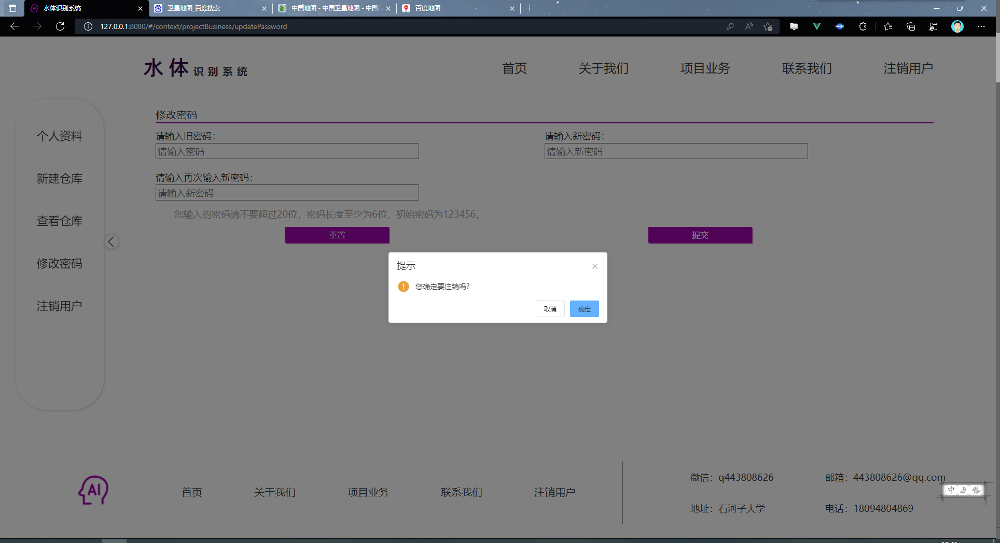 水体识别系统
卫星地图_百度搜索
中国地图 - 中国卫星地图 - 中国
百度地图
127.0.0.1:8080/#/context/projectBusiness/updatePassword
水体识别系统
首页
关于我们
项目业务
联系我们
注销用户
个人资料
新建仓库
查看仓库
修改密码
注销用户
修改密码
请输入旧密码：
请输入密码
请输入新密码：
请输入新密码
请输入再次输入新密码：
请输入新密码
您输入的密码请不要超过20位，密码长度至少为6位，初始密码为123456。
重置
提交
提示
您确定要注销吗?
取消
确定
AI
首页
关于我们
项目业务
联系我们
注销用户
微信：q443808626
邮箱：443808626@qq.com
地址：石河子大学
电话：18094804869
中